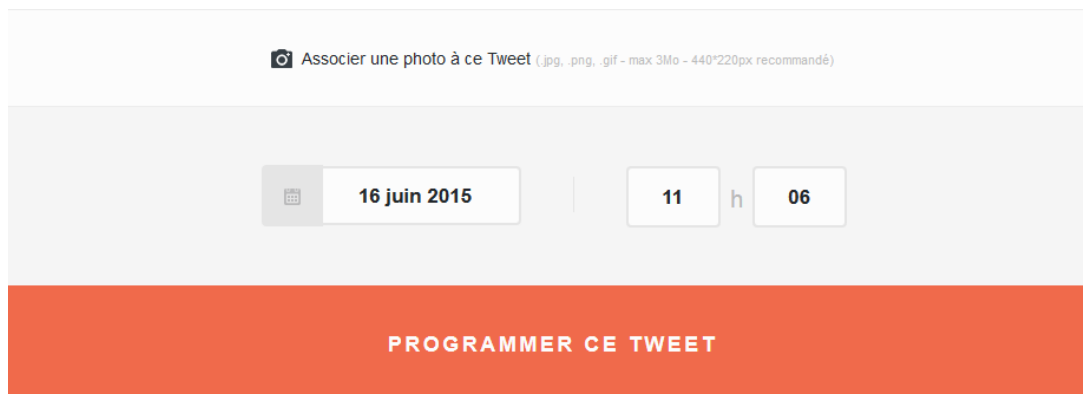 Associer une photo à ce Tweet (.jpg, .png, .gif - max 3Mo - 440*220px recommandé)
16 juin 2015 11 h 06
PROGRAMMER CE TWEET